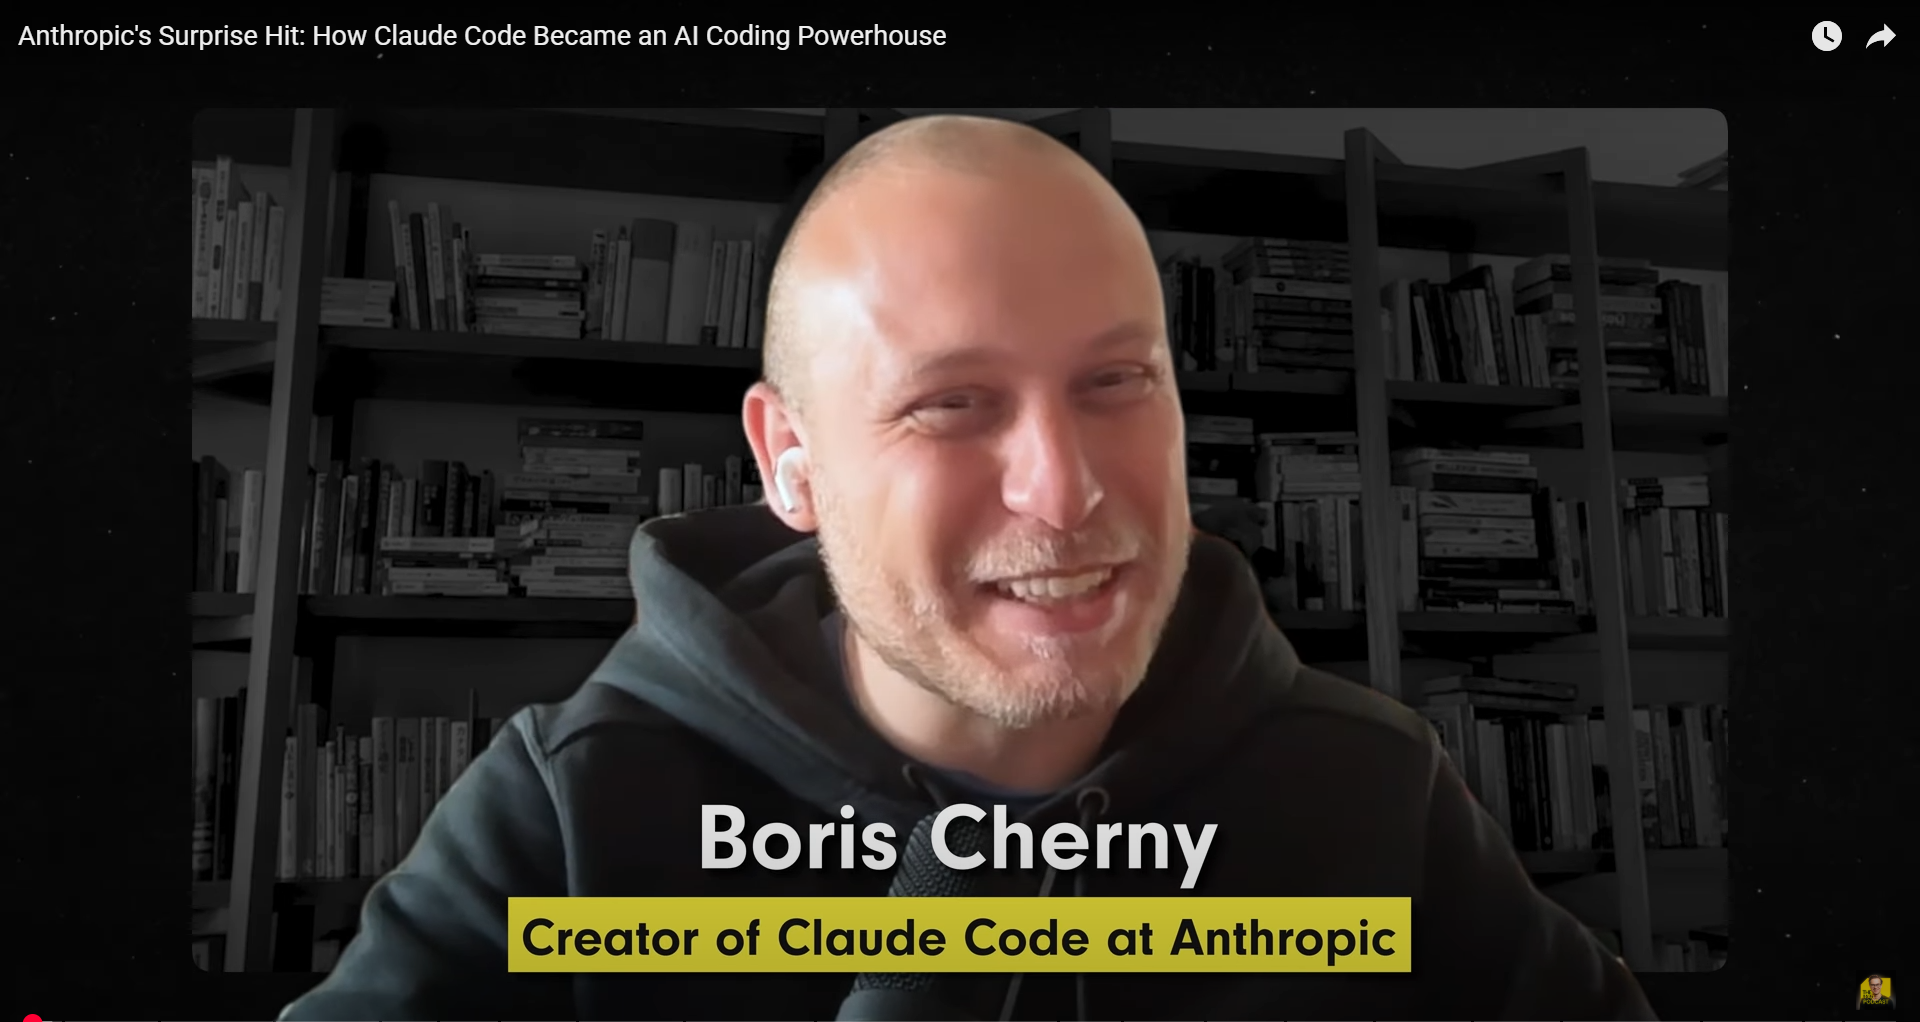 Anthropic's Surprise Hit: How Claude Code Became an AI Coding Powerhouse
Boris Cherny
Creator of Claude Code at Anthropic
PODCAST